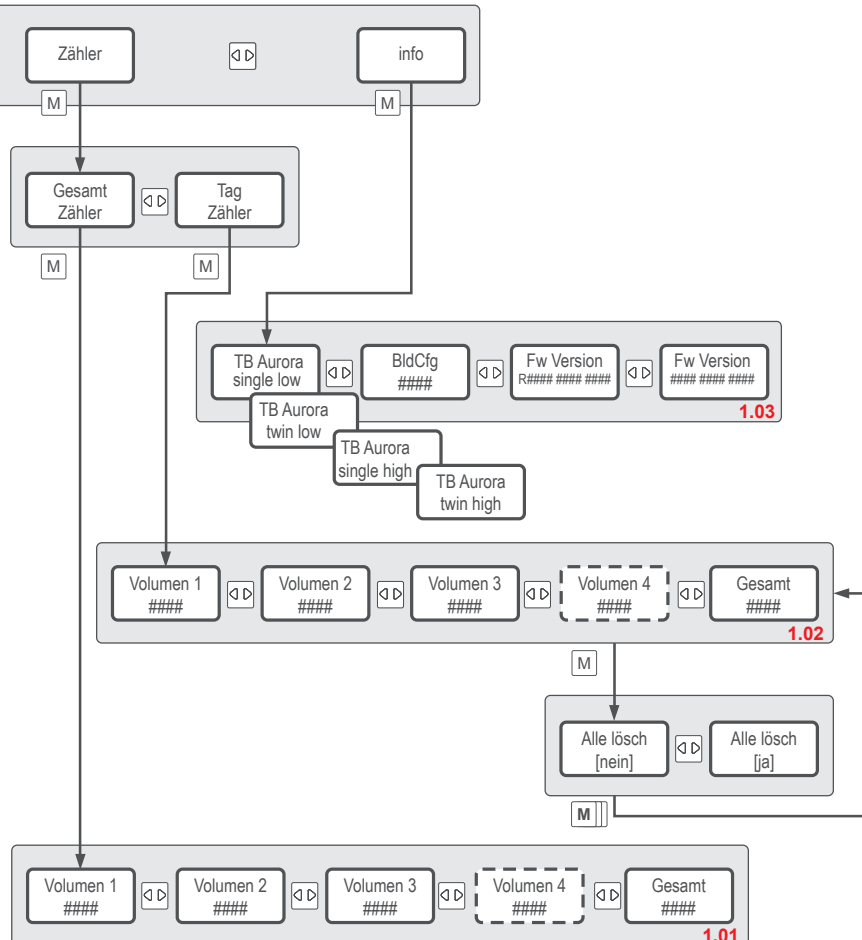 Zähler
info
M
M
Gesamt
Zähler
Tag
Zähler
M
M
TB Aurora
single low
BldCfg
####
Fw Version
R#### #### ####
Fw Version
#### #### ####
1.03
TB Aurora
twin low
TB Aurora
single high
TB Aurora
twin high
Volumen 1
####
Volumen 2
####
Volumen 3
####
Volumen 4
####
Gesamt
####
1.02
M
Alle lösch
[nein]
Alle lösch
[ja]
M
Volumen 1
####
Volumen 2
####
Volumen 3
####
Volumen 4
####
Gesamt
####
1.01